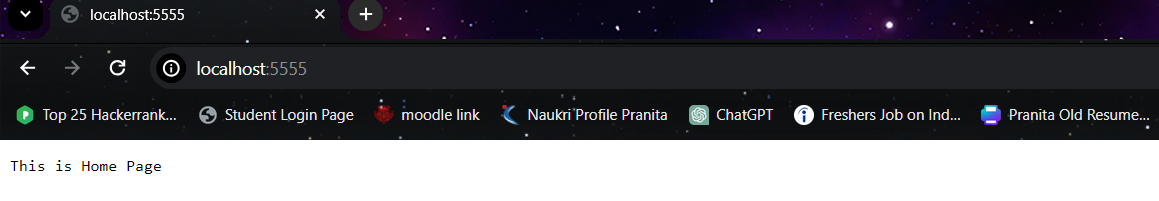 localhost:5555
localhost:5555
Top 25 Hackerrank... Student Login Page moodle link Naukri Profile Pranita ChatGPT Freshers Job on Ind... Pranita Old Resume...
This is Home Page